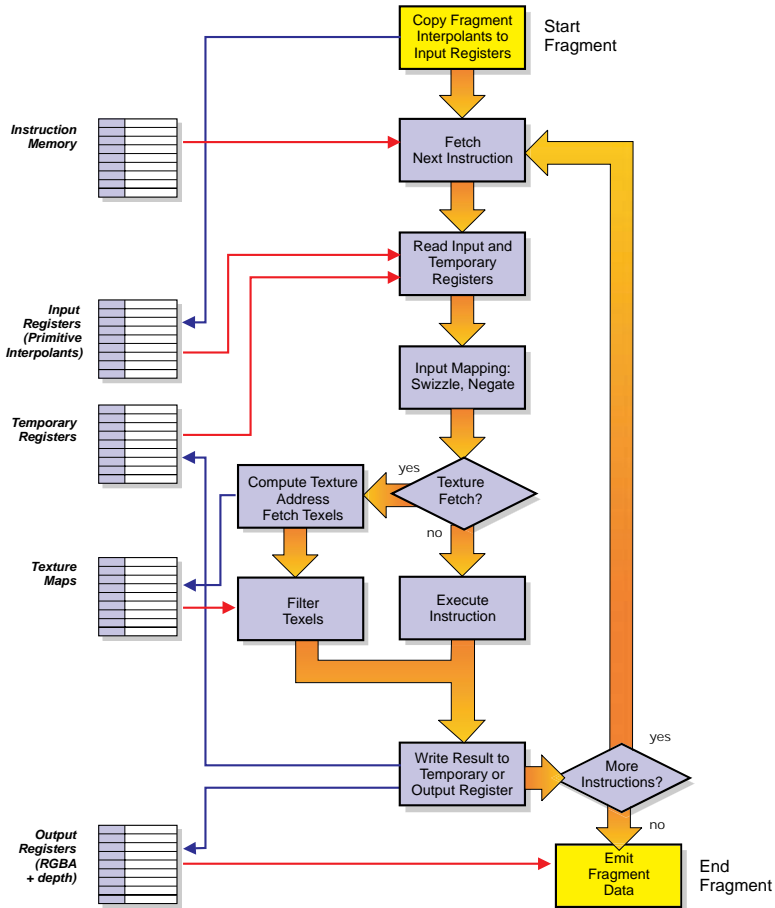 Copy Fragment
Interpolants to
Input Registers
Start
Fragment
Instruction
Memory
Fetch
Next Instruction
Read Input and
Temporary
Registers
Input
Registers
(Primitive
Interpolants)
Input Mapping:
Swizzle, Negate
Temporary
Registers
yes
Texture
Fetch?
Compute Texture
Address
Fetch Texels
no
Texture
Maps
Filter
Texels
Execute
Instruction
yes
Write Result to
Temporary or
Output Register
More
Instructions?
no
Output
Registers
(RGBA
+ depth)
Emit
Fragment
Data
End
Fragment